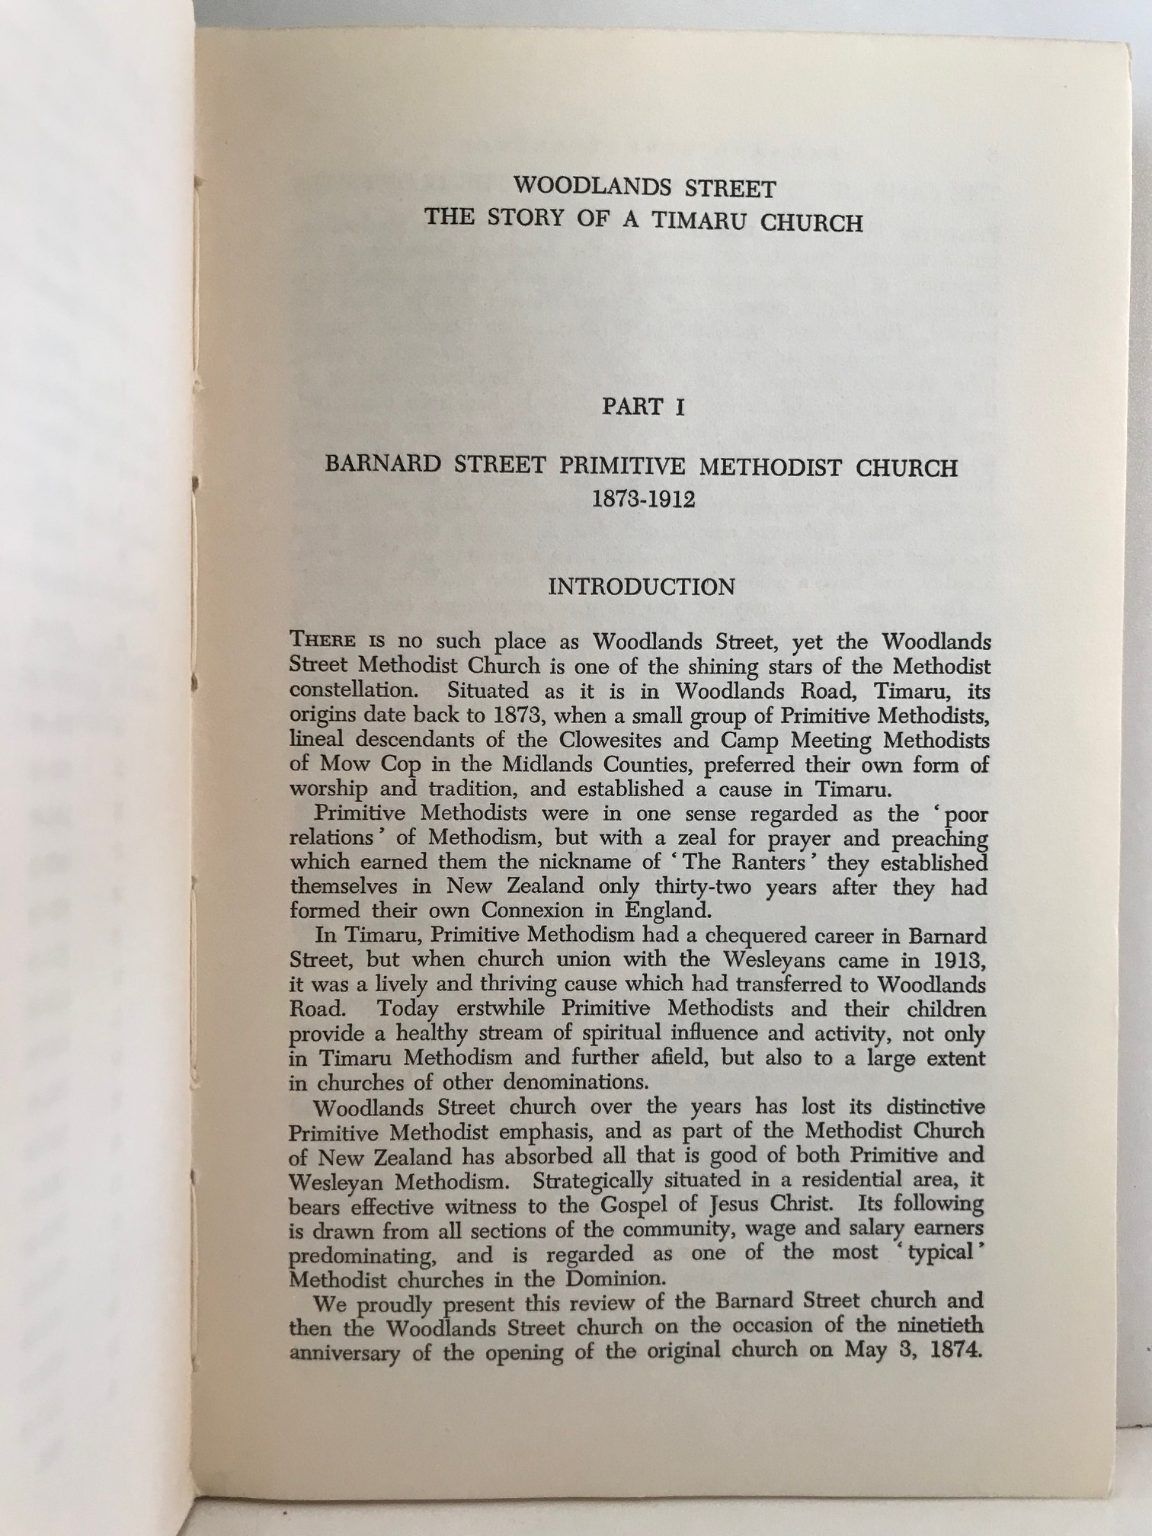 WOODLANDS STREET
THE STORY OF A TIMARU CHURCH
PART I
BARNARD STREET PRIMITIVE METHODIST CHURCH
1873-1912
INTRODUCTION
THERE IS no such place as Woodlands Street, yet the Woodlands
Street Methodist Church is one of the shining stars of the Methodist
constellation. Situated as it is in Woodlands Road, Timaru, its
origins date back to 1873, when a small group of Primitive Methodists,
lineal descendants of the Clowesites and Camp Meeting Methodists
of Mow Cop in the Midlands Counties, preferred their own form of
worship and tradition, and established a cause in Timaru.
Primitive Methodists were in one sense regarded as the ‘poor
relations’ of Methodism, but with a zeal for prayer and preaching
which earned them the nickname of ‘The Ranters’ they established
themselves in New Zealand only thirty-two years after they had
formed their own Connexion in England.
In Timaru, Primitive Methodism had a chequered career in Barnard
Street, but when church union with the Wesleyans came in 1913,
it was a lively and thriving cause which had transferred to Woodlands
Road. Today erstwhile Primitive Methodists and their children
provide a healthy stream of spiritual influence and activity, not only
in Timaru Methodism and further afield, but also to a large extent
in churches of other denominations.
Woodlands Street church over the years has lost its distinctive
Primitive Methodist emphasis, and as part of the Methodist Church
of New Zealand has absorbed all that is good of both Primitive and
Wesleyan Methodism. Strategically situated in a residential area, it
bears effective witness to the Gospel of Jesus Christ. Its following
is drawn from all sections of the community, wage and salary earners
predominating, and is regarded as one of the most ‘typical’
Methodist churches in the Dominion.
We proudly present this review of the Barnard Street church and
then the Woodlands Street church on the occasion of the ninetieth
anniversary of the opening of the original church on May 3, 1874.